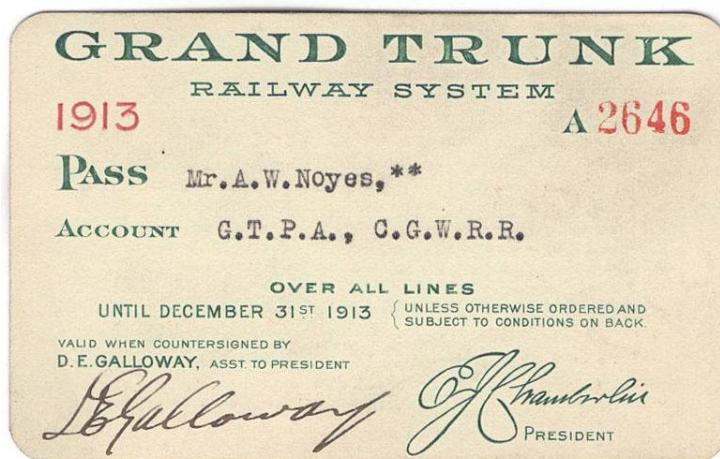 GRAND TRUNK
RAILWAY SYSTEM
1913
A 2646
PASS Mr.A.W.Noyes,**
ACCOUNT G.T.P.A., C.G.W.R.R.
OVER ALL LINES
UNTIL DECEMBER 31ST 1913 { UNLESS OTHERWISE ORDERED AND
SUBJECT TO CONDITIONS ON BACK.
VALID WHEN COUNTERSIGNED BY
D.E.GALLOWAY, ASST. TO PRESIDENT
D.E.Galloway
E.J.Chamberlin
PRESIDENT